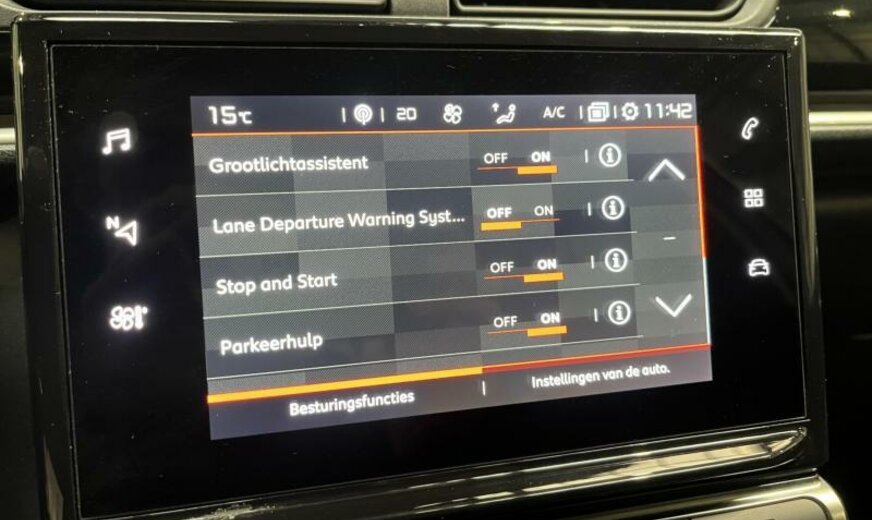 15°C 20 A/C 11:42
Grootlichtassistent OFF ON
Lane Departure Warning Syst... OFF ON
Stop and Start OFF ON
Parkeerhulp OFF ON
Besturingsfuncties Instellingen van de auto.
N